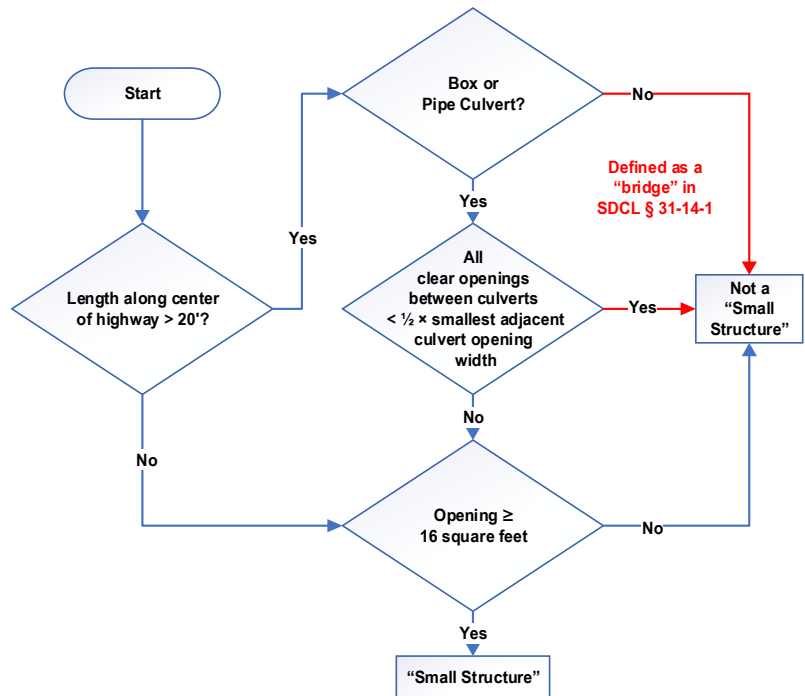 Start
Box or
Pipe Culvert?
No
Defined as a
“bridge” in
SDCL § 31-14-1
Yes
Yes
Length along center
of highway > 20'?
All
clear openings
between culverts
< ½ × smallest adjacent
culvert opening
width
Yes
Not a
“Small
Structure”
No
No
Opening ≥
16 square feet
No
Yes
“Small Structure”